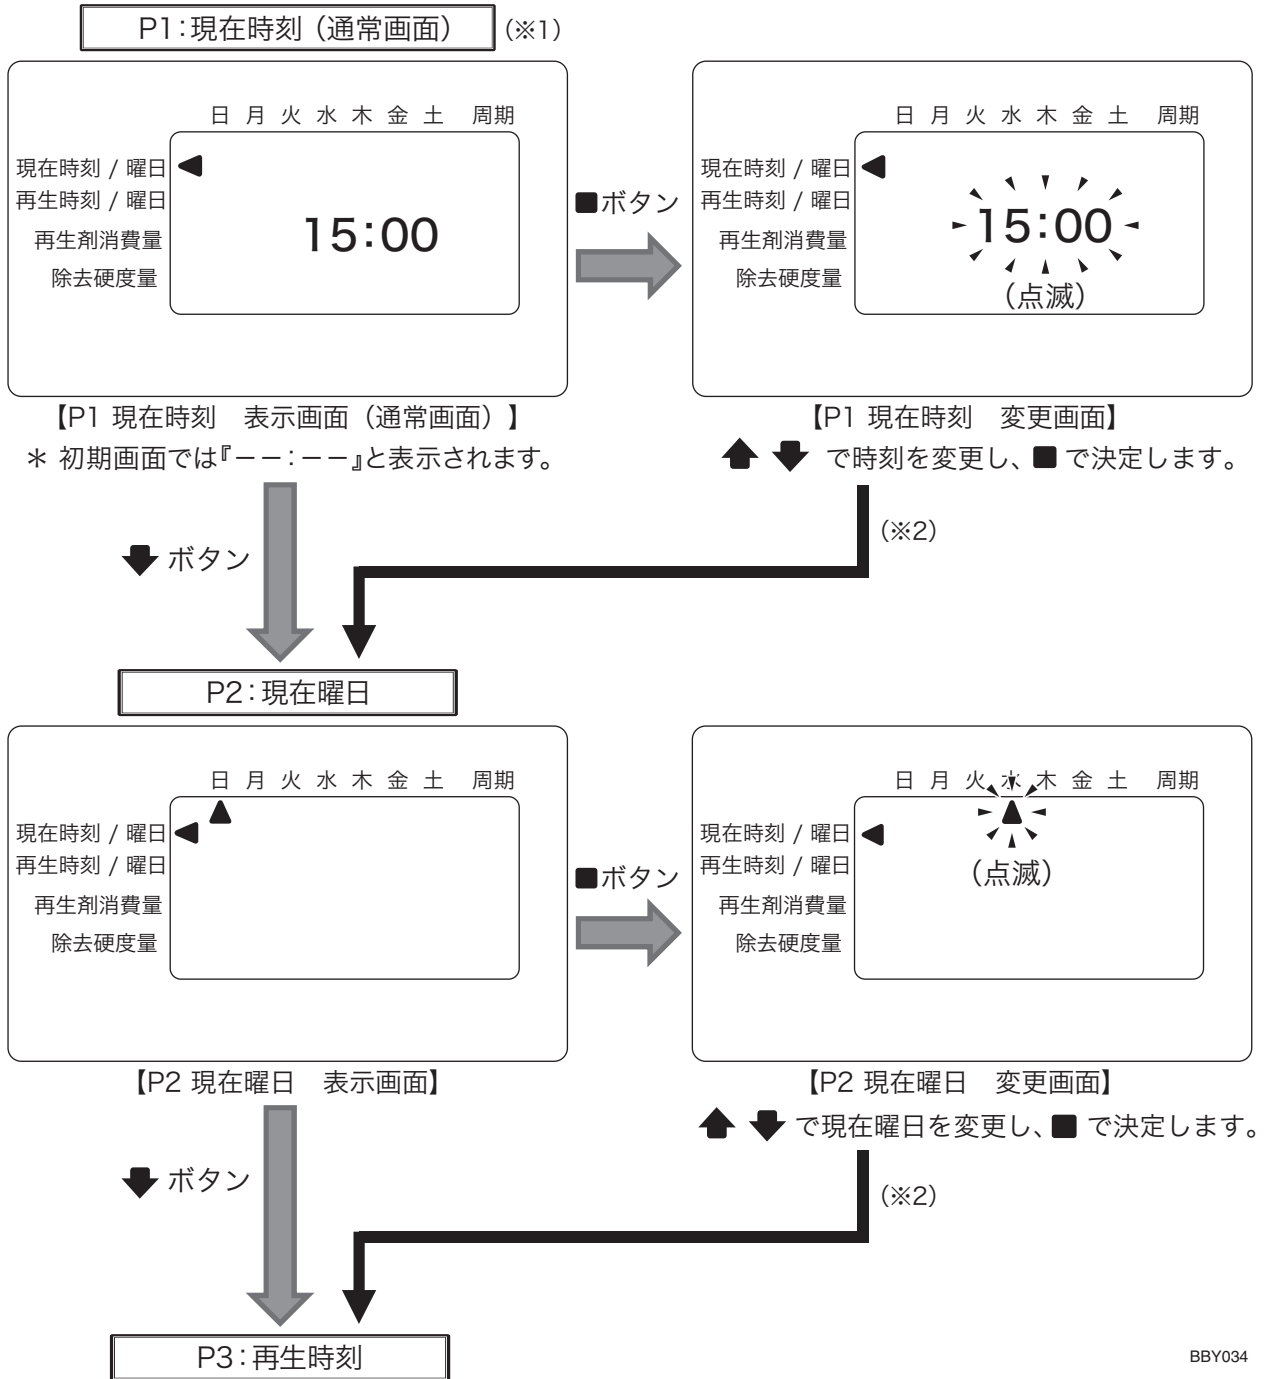 P1：現在時刻（通常画面） (※1)
日 月 火 水 木 金 土 周期
現在時刻 / 曜日
再生時刻 / 曜日
再生剤消費量
除去硬度量
15：00
■ボタン
日 月 火 水 木 金 土 周期
現在時刻 / 曜日
再生時刻 / 曜日
再生剤消費量
除去硬度量
15：00
（点滅）
【P1 現在時刻　表示画面（通常画面）】
＊ 初期画面では『−−：−−』と表示されます。
【P1 現在時刻　変更画面】
🡅 🡇 で時刻を変更し、■ で決定します。
🡇 ボタン
(※2)
P2：現在曜日
日 月 火 水 木 金 土 周期
現在時刻 / 曜日
再生時刻 / 曜日
再生剤消費量
除去硬度量
■ボタン
日 月 火 水 木 金 土 周期
現在時刻 / 曜日
再生時刻 / 曜日
再生剤消費量
除去硬度量
（点滅）
【P2 現在曜日　表示画面】
【P2 現在曜日　変更画面】
🡅 🡇 で現在曜日を変更し、■ で決定します。
🡇 ボタン
(※2)
P3：再生時刻
BBY034